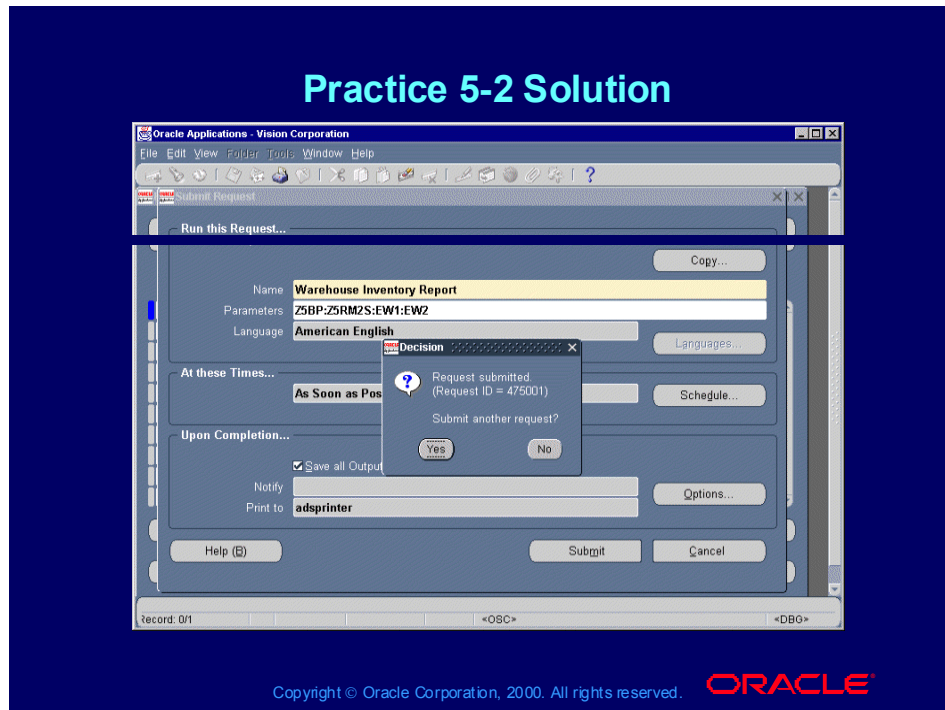 Practice 5-2 Solution
Oracle Applications - Vision Corporation
File Edit View Folder Tools Window Help
Submit Request
Run this Request...
Copy...
Name Warehouse Inventory Report
Parameters Z5BP:Z5RM2S:EW1:EW2
Language American English
Languages...
Decision
Request submitted.
(Request ID = 475001)
Submit another request?
Yes No
At these Times...
As Soon as Pos
Schedule...
Upon Completion...
Save all Output
Notify
Options...
Print to adsprinter
Help (B) Submit Cancel
Record: 0/1 <OSC> <DBG>
Copyright © Oracle Corporation, 2000. All rights reserved. ORACLE